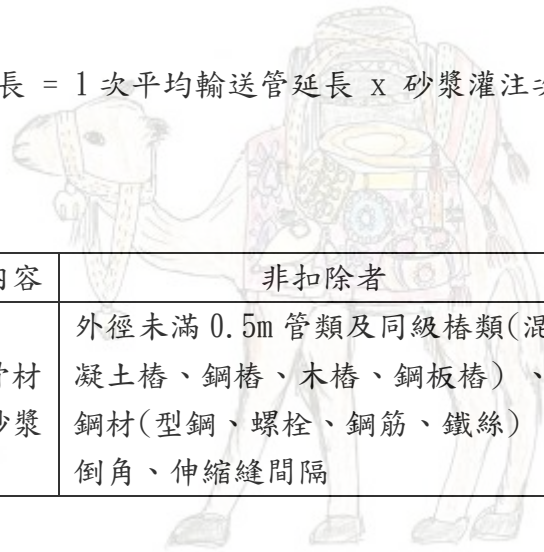 長 = 1 次平均輸送管延長 x 砂漿灌注
內容 非扣除者
骨材
砂漿
外徑未滿 0.5m 管類及同級樁類(混
凝土樁、鋼樁、木樁、鋼板樁)、
鋼材(型鋼、螺栓、鋼筋、鐵絲)
倒角、伸縮縫間隔